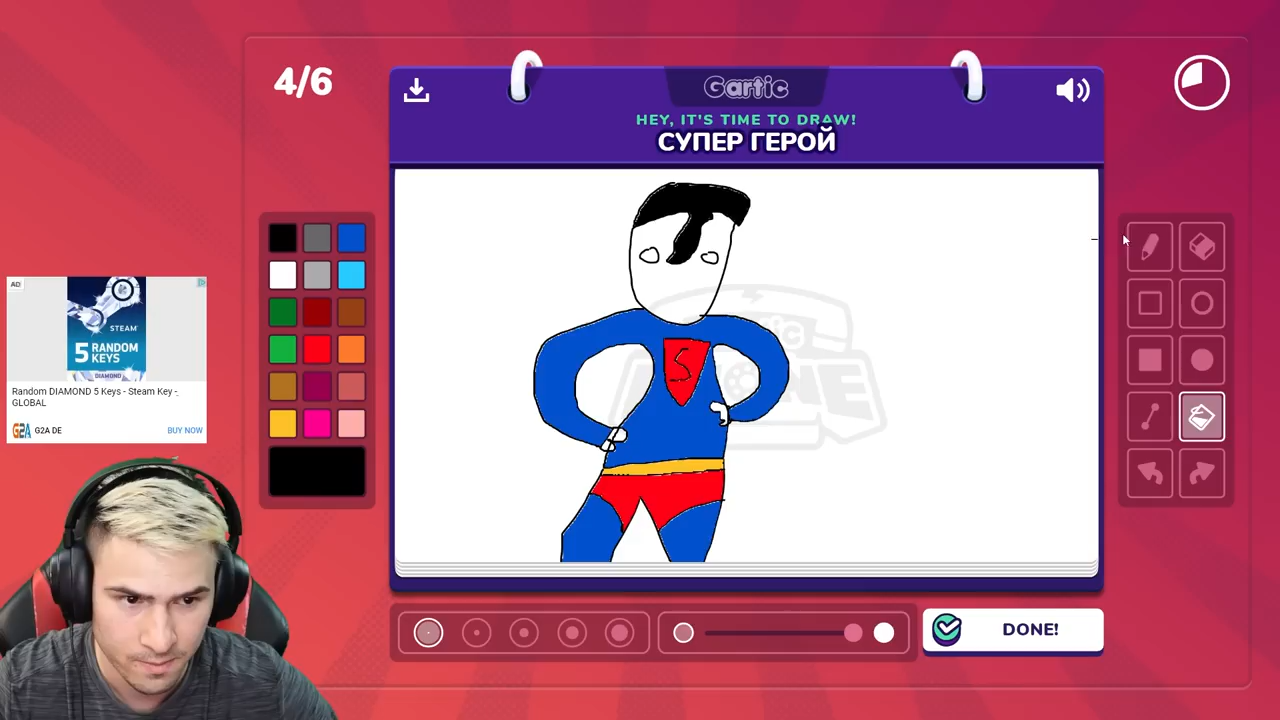 4/6
Gartic
HEY, IT'S TIME TO DRAW!
СУПЕР ГЕРОЙ
AD
STEAM
5 RANDOM
KEYS
DIAMOND
Random DIAMOND 5 Keys - Steam Key -
GLOBAL
G2A
G2A DE
BUY NOW
S
DONE!